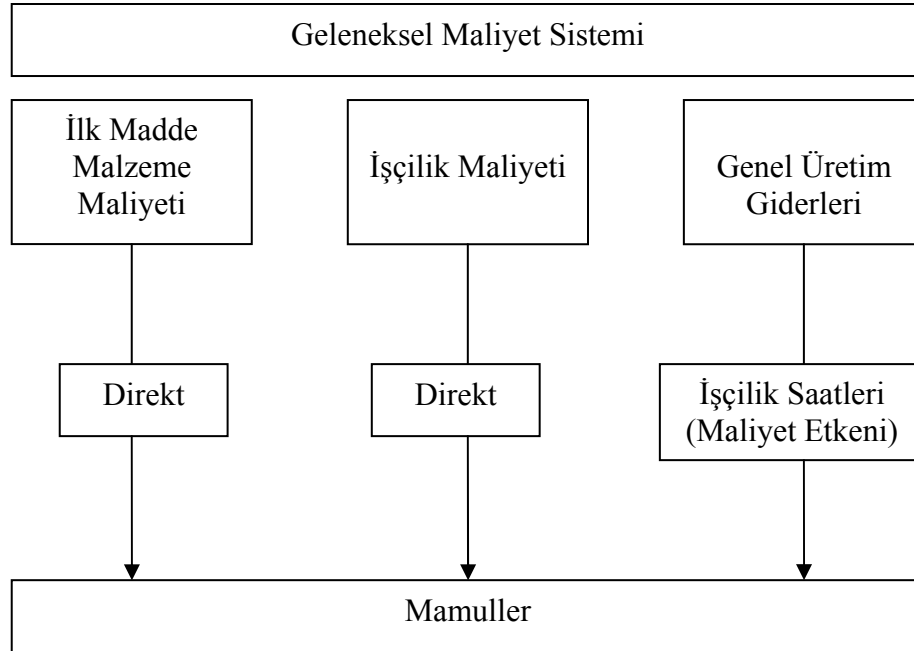 Geleneksel Maliyet Sistemi
İlk Madde
Malzeme
Maliyeti
İşçilik Maliyeti
Genel Üretim
Giderleri
Direkt
Direkt
İşçilik Saatleri
(Maliyet Etkeni)
Mamuller